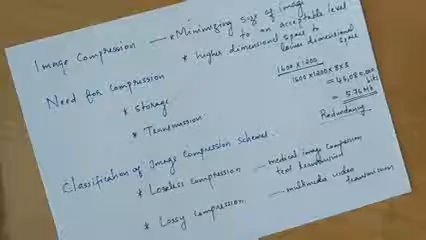 Image Compression — * Minimizing size of image
to an acceptable level
* higher dimensional space to
lower dimensional
space
Need for compression
* Storage
* Transmission
1600 X 1200
1600 X 1200 X 8 X 3
= 46,080,000
bits
= 5.76 Mb
Redundancy
Classification of Image Compression schemes.
* Lossless compression — medical image compression
text transmission
* Lossy compression — multimedia video
transmission